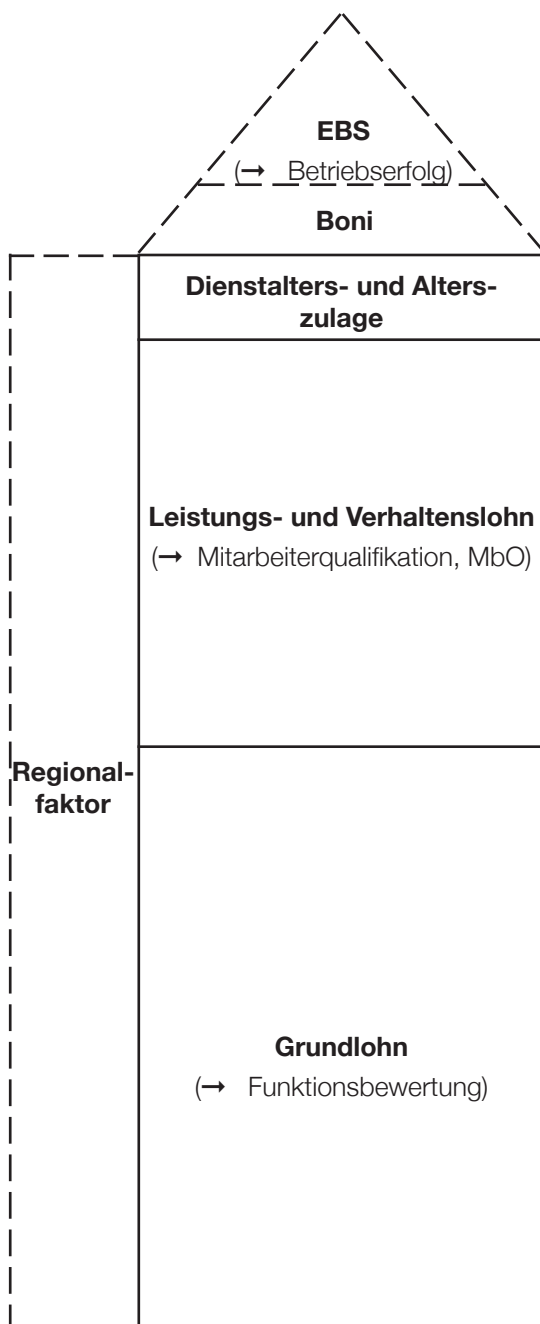 EBS
(→ Betriebserfolg)
Boni
Dienstalters- und Alters-
zulage
Leistungs- und Verhaltenslohn
(→ Mitarbeiterqualifikation, MbO)
Regional-
faktor
Grundlohn
(→ Funktionsbewertung)